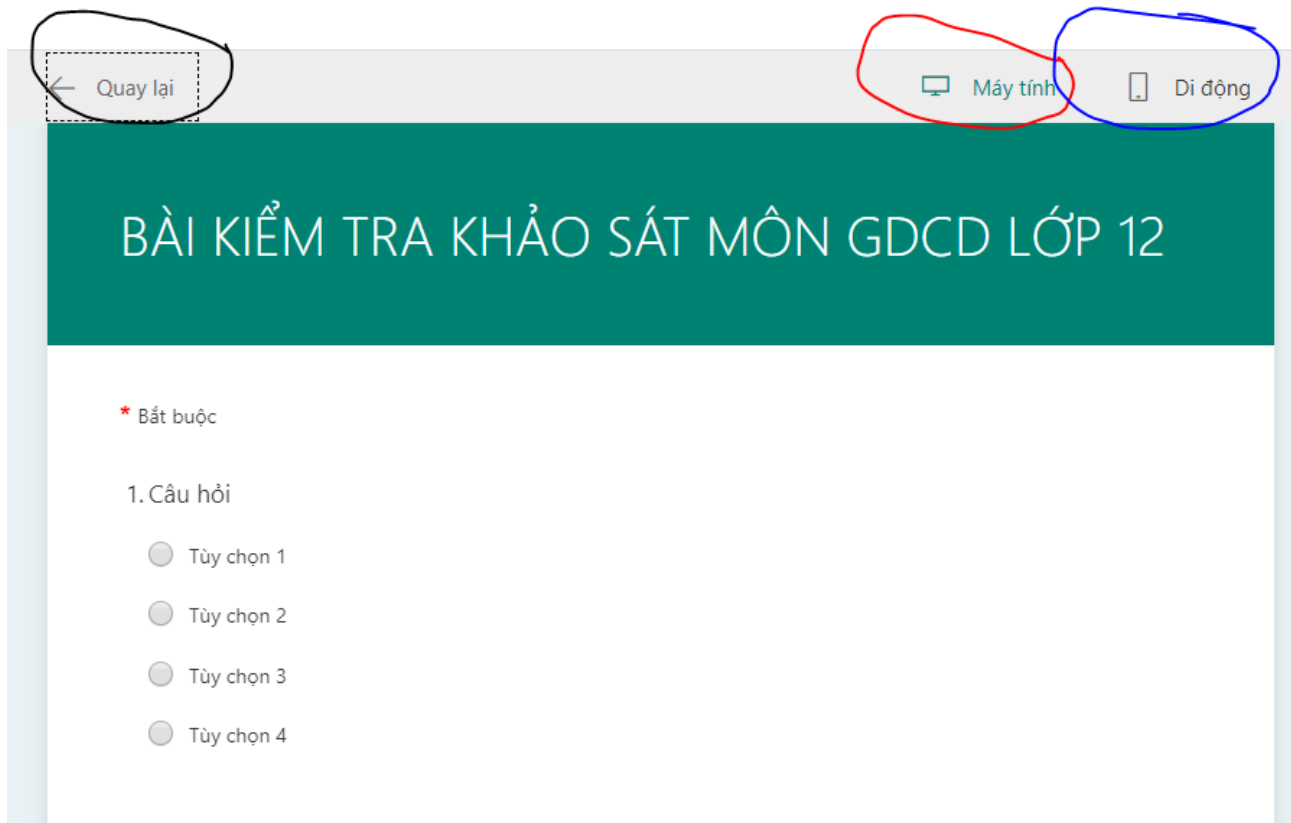 Quay lại Máy tính Di động
BÀI KIỂM TRA KHẢO SÁT MÔN GDCD LỚP 12
* Bắt buộc
1. Câu hỏi
Tùy chọn 1
Tùy chọn 2
Tùy chọn 3
Tùy chọn 4